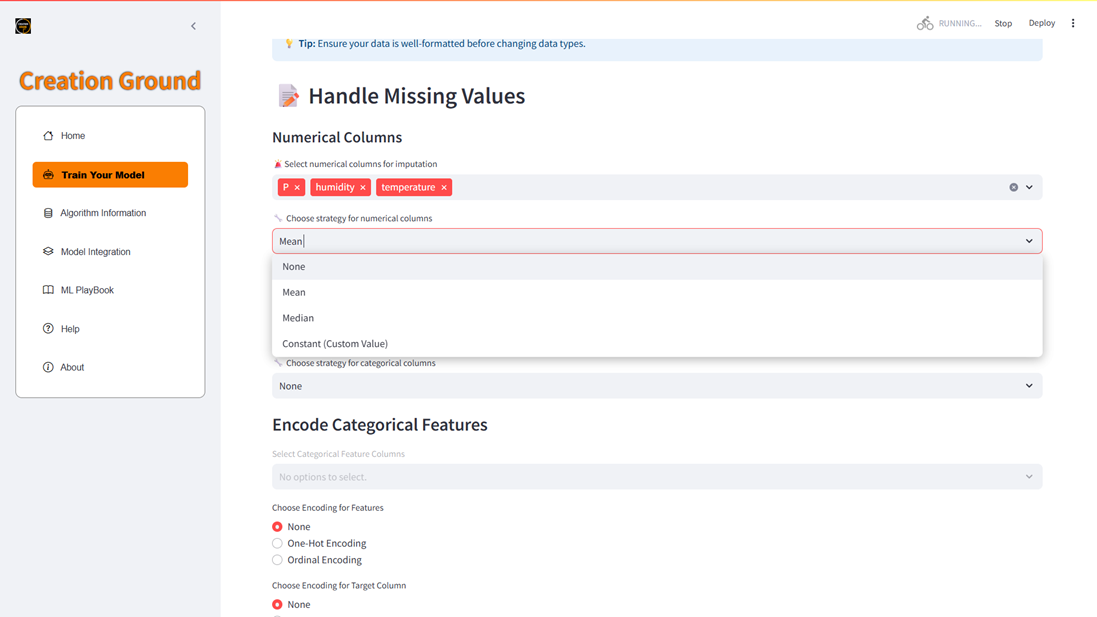 RUNNING...
Stop
Deploy
Creation Ground
Home
Train Your Model
Algorithm Information
Model Integration
ML PlayBook
Help
About
Tip: Ensure your data is well-formatted before changing data types.
Handle Missing Values
Numerical Columns
Select numerical columns for imputation
P humidity temperature
Choose strategy for numerical columns
Mean
None
Mean
Median
Constant (Custom Value)
Choose strategy for categorical columns
None
Encode Categorical Features
Select Categorical Feature Columns
No options to select.
Choose Encoding for Features
None
One-Hot Encoding
Ordinal Encoding
Choose Encoding for Target Column
None